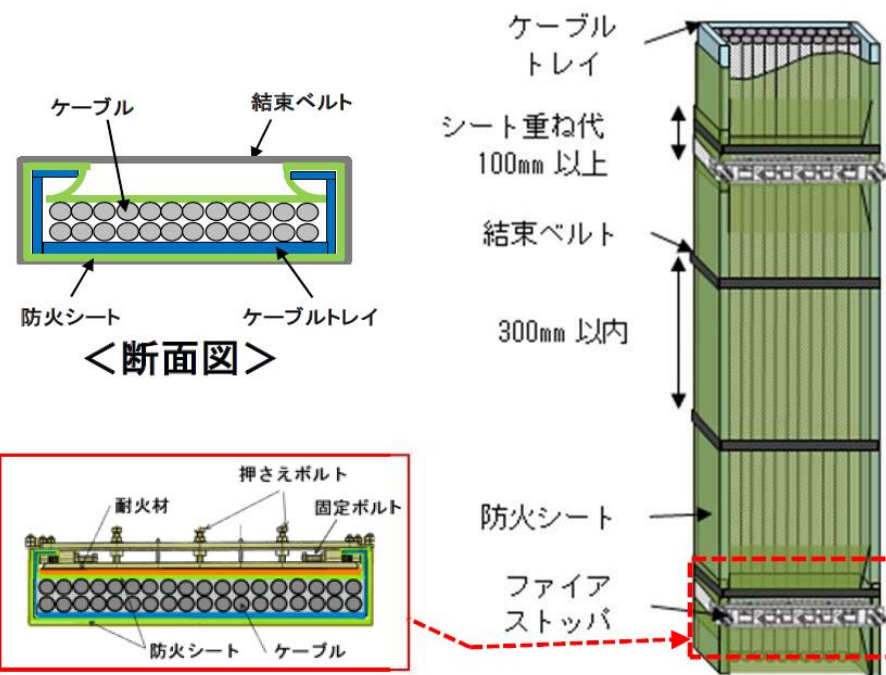 ケーブル
結束ベルト
防火シート
ケーブルトレイ
＜断面図＞
ケーブル
トレイ
シート重ね代
100mm 以上
結束ベルト
300mm 以内
防火シート
ファイア
ストッパ
押さえボルト
耐火材
固定ボルト
防火シート
ケーブル